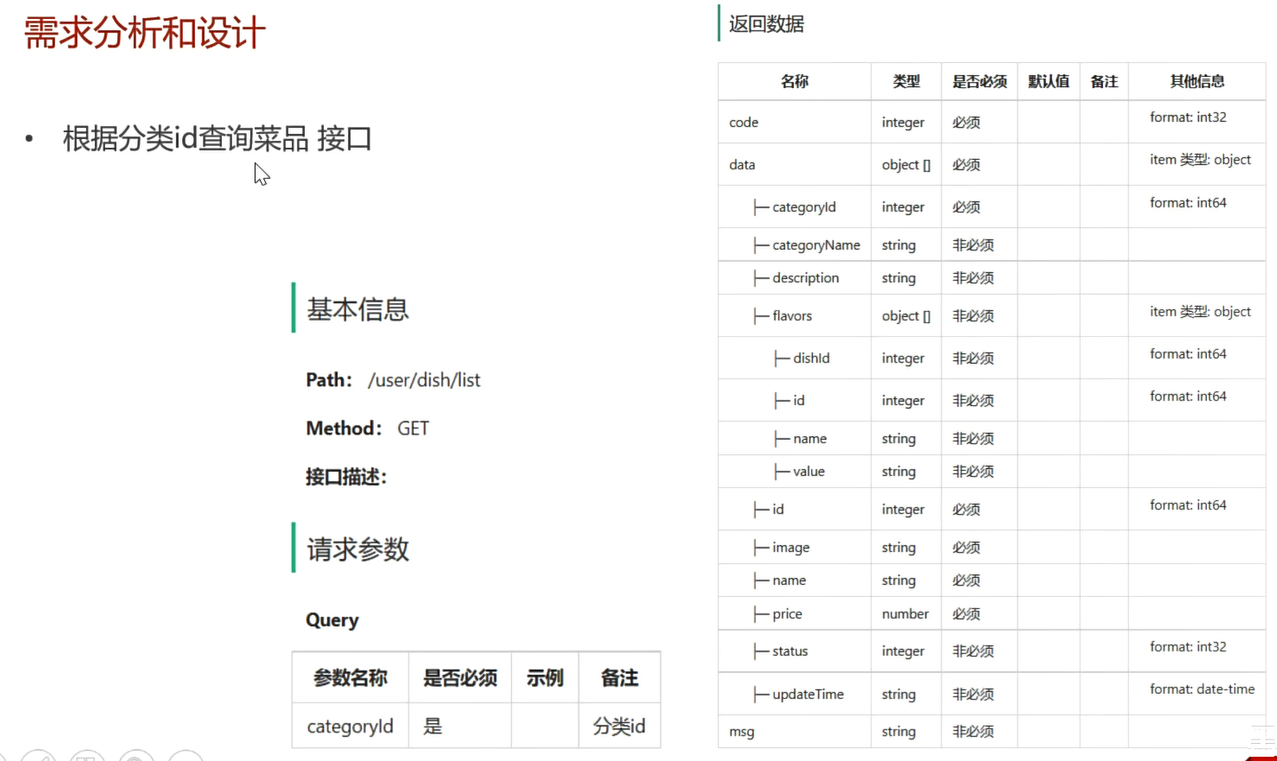 需求分析和设计
• 根据分类id查询菜品 接口
基本信息
Path： /user/dish/list
Method： GET
接口描述：
请求参数
Query
参数名称 是否必须 示例 备注
categoryId 是 分类id
返回数据
名称 类型 是否必须 默认值 备注 其他信息
code integer 必须 format: int32
data object [] 必须 item 类型: object
├─ categoryId integer 必须 format: int64
├─ categoryName string 非必须
├─ description string 非必须
├─ flavors object [] 非必须 item 类型: object
├─ dishId integer 非必须 format: int64
├─ id integer 非必须 format: int64
├─ name string 非必须
├─ value string 非必须
├─ id integer 必须 format: int64
├─ image string 必须
├─ name string 必须
├─ price number 必须
├─ status integer 非必须 format: int32
├─ updateTime string 非必须 format: date-time
msg string 非必须